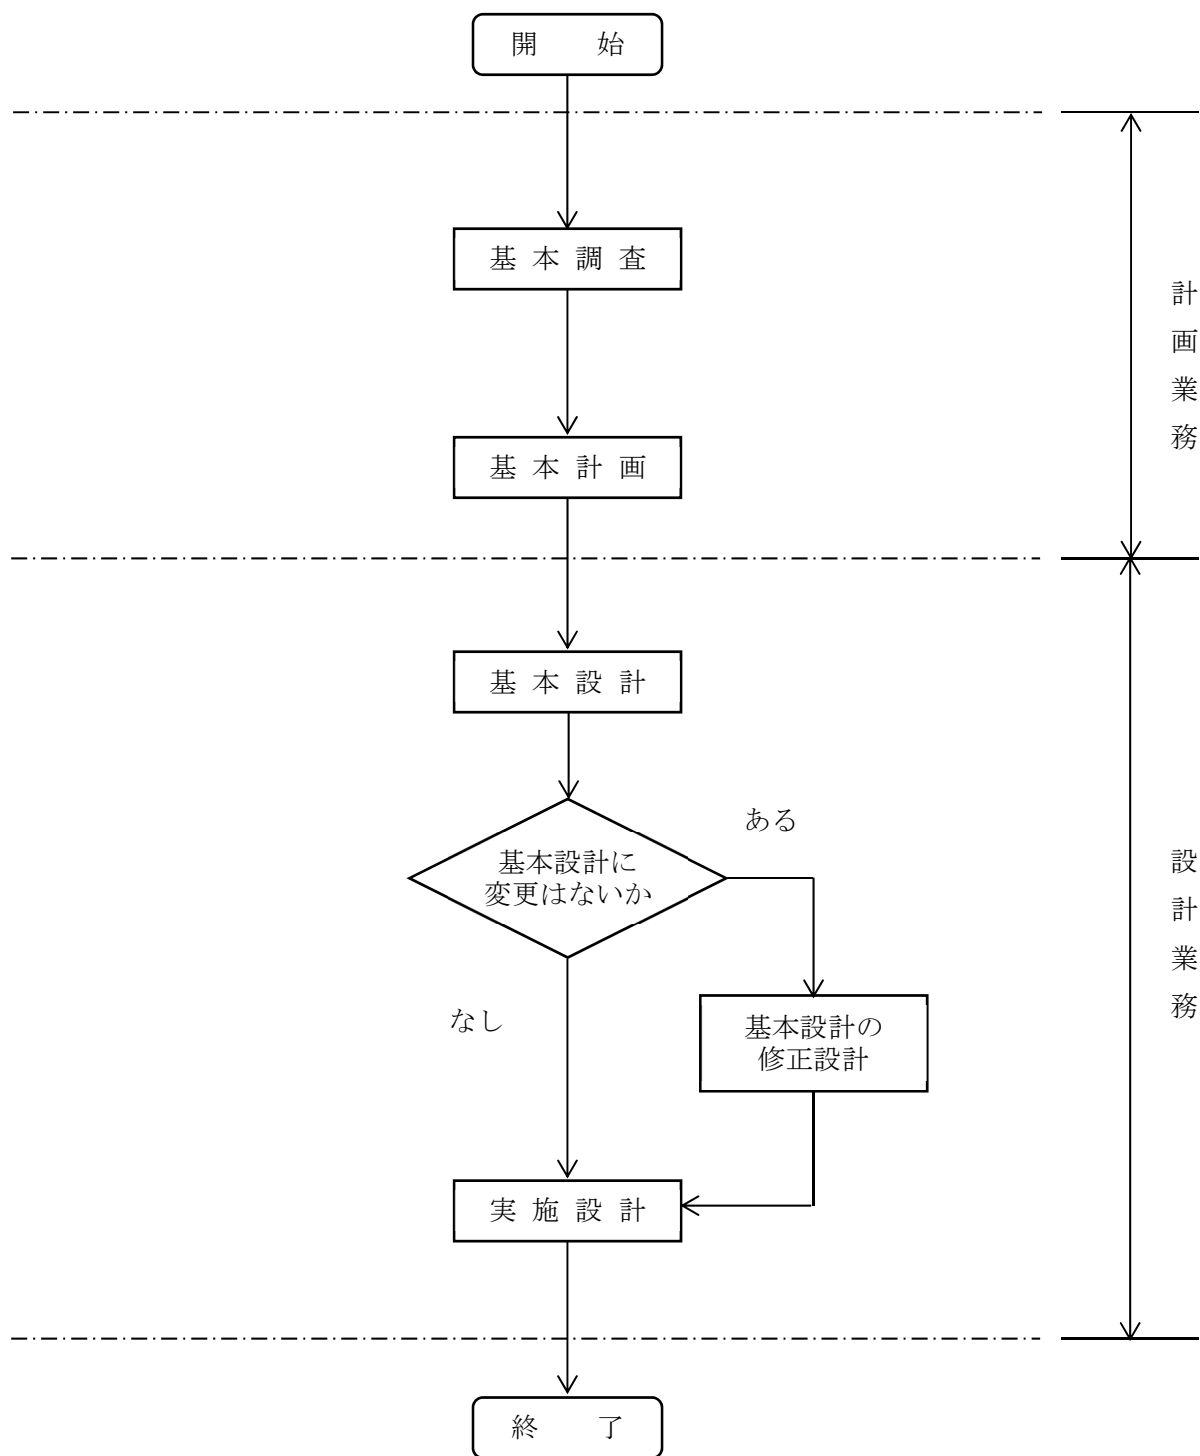 開 始
基 本 調 査
計画業務
基 本 計 画
基 本 設 計
ある
基本設計に
変更はないか
設計業務
なし
基本設計の
修正設計
実 施 設 計
終 了